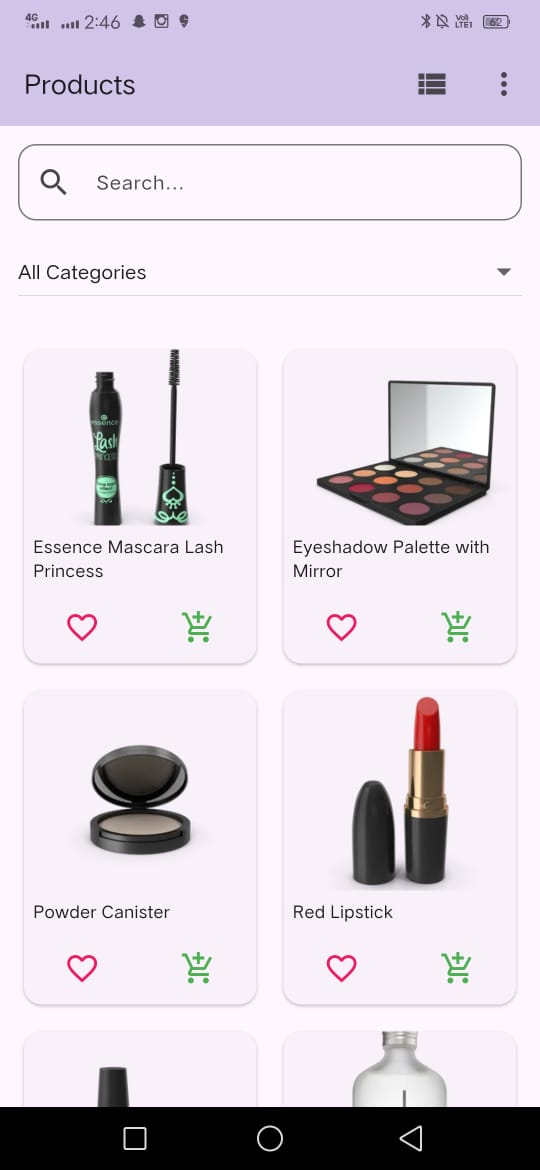 4G 2:46 Vo) LTE1 62
Products
Search...
All Categories
essence
Lash
PRINCESS
Essence Mascara Lash
Princess
Eyeshadow Palette with
Mirror
Powder Canister
Red Lipstick